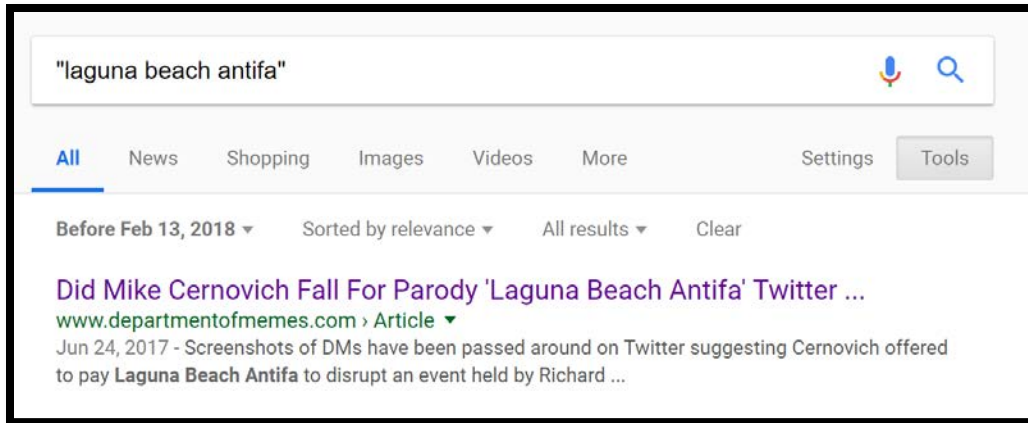 "laguna beach antifa"
All News Shopping Images Videos More Settings Tools
Before Feb 13, 2018 Sorted by relevance All results Clear
Did Mike Cernovich Fall For Parody 'Laguna Beach Antifa' Twitter ...
www.departmentofmemes.com › Article
Jun 24, 2017 - Screenshots of DMs have been passed around on Twitter suggesting Cernovich offered
to pay Laguna Beach Antifa to disrupt an event held by Richard ...